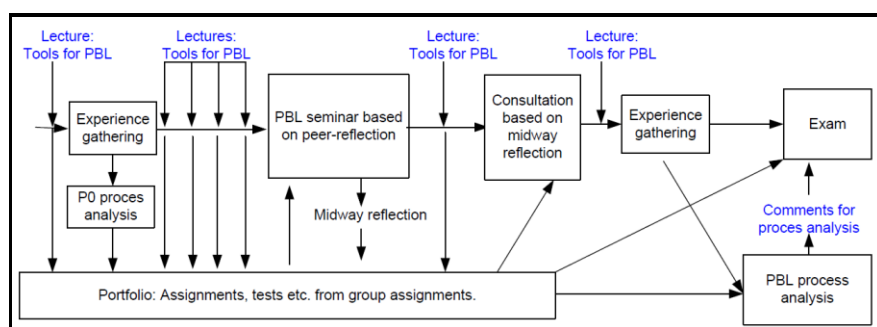 Lecture:
Tools for PBL
Lectures:
Tools for PBL
Lecture:
Tools for PBL
Lecture:
Tools for PBL
Experience
gathering
PBL seminar based
on peer-reflection
Consultation
based on
midway
reflection
Experience
gathering
Exam
P0 proces
analysis
Midway reflection
Comments for
proces analysis
Portfolio: Assignments, tests etc. from group assignments.
PBL process
analysis